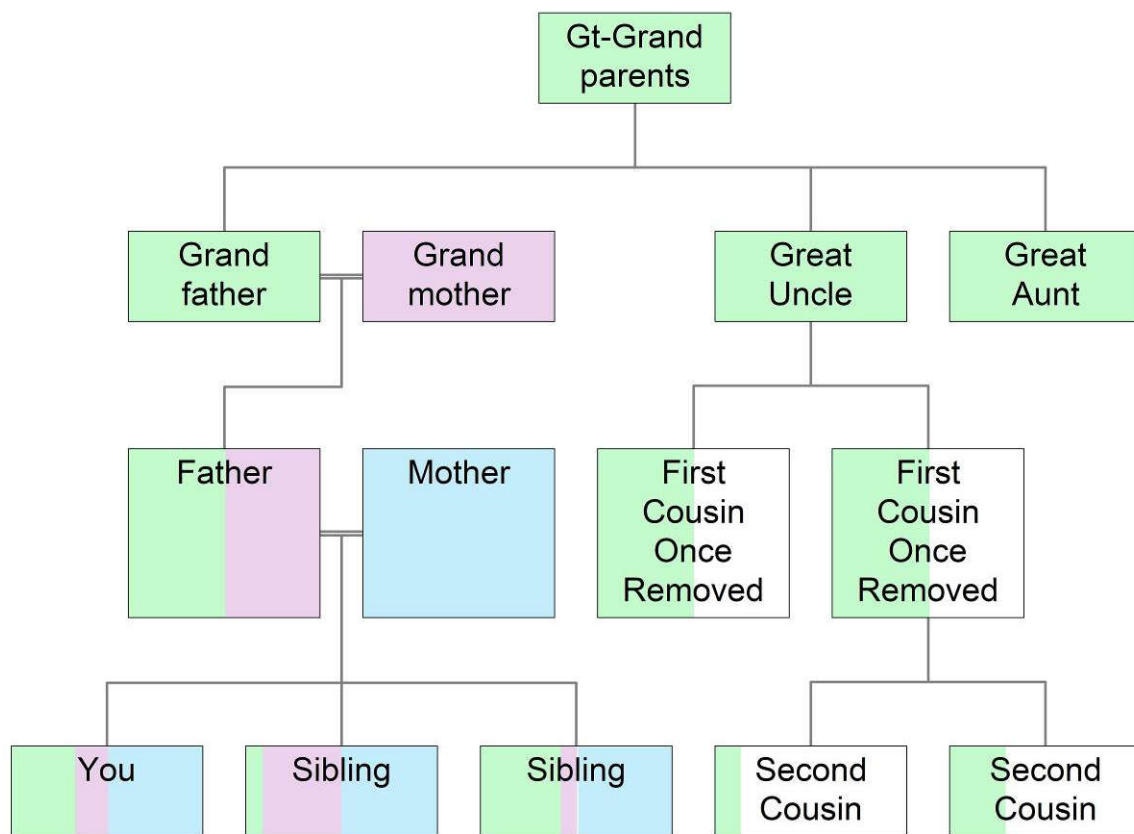 Gt-Grand
parents
Grand
father
Grand
mother
Great
Uncle
Great
Aunt
Father
Mother
First
Cousin
Once
Removed
First
Cousin
Once
Removed
You
Sibling
Sibling
Second
Cousin
Second
Cousin